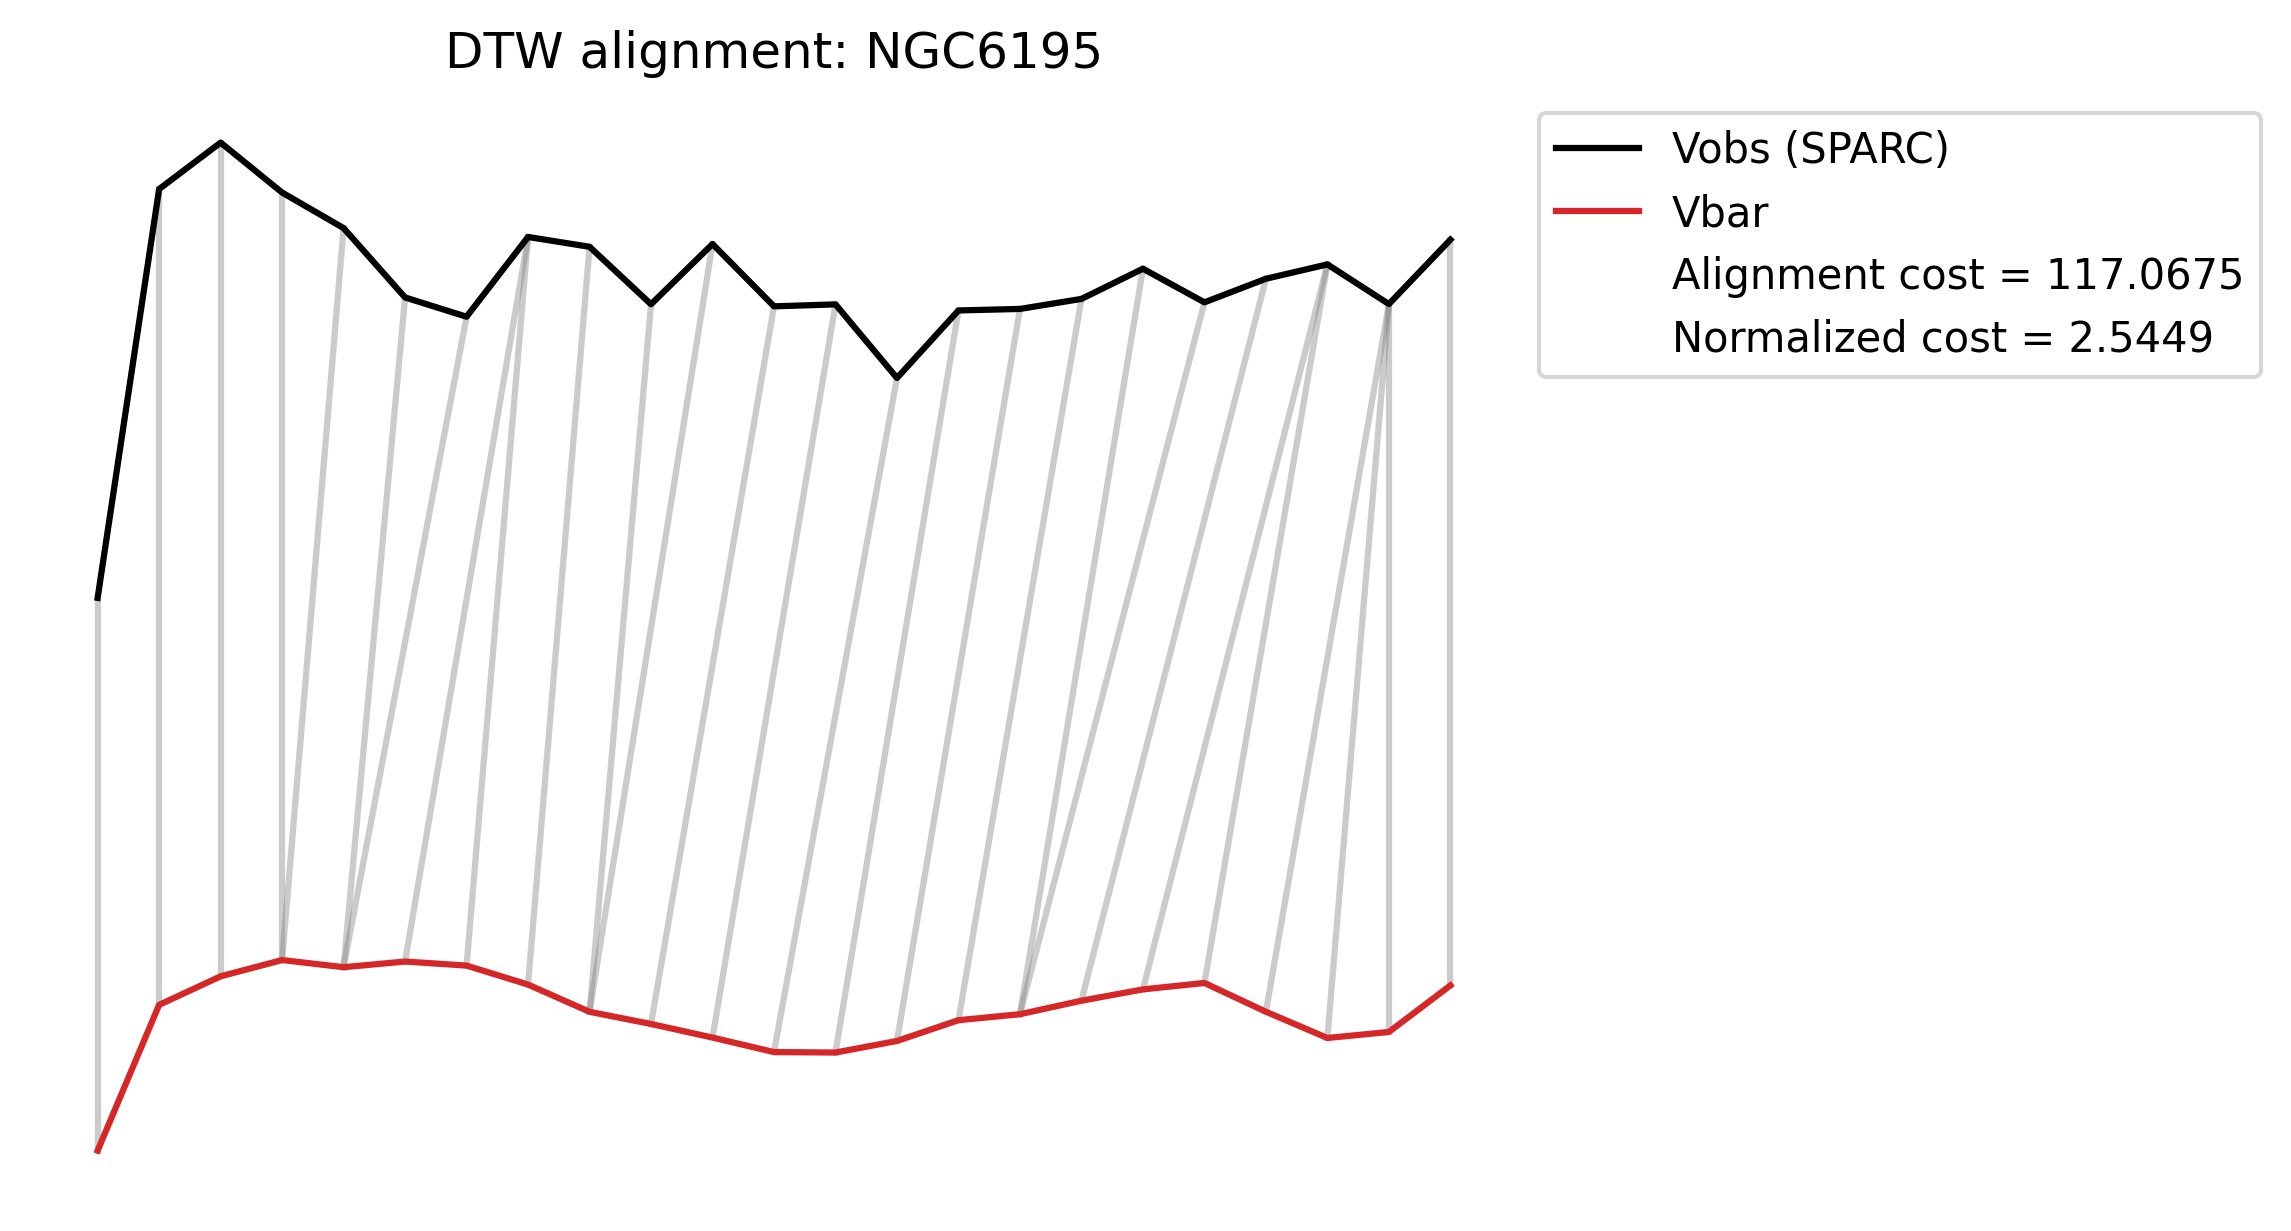 DTW alignment: NGC6195
Vobs (SPARC)
Vbar
Alignment cost = 117.0675
Normalized cost = 2.5449